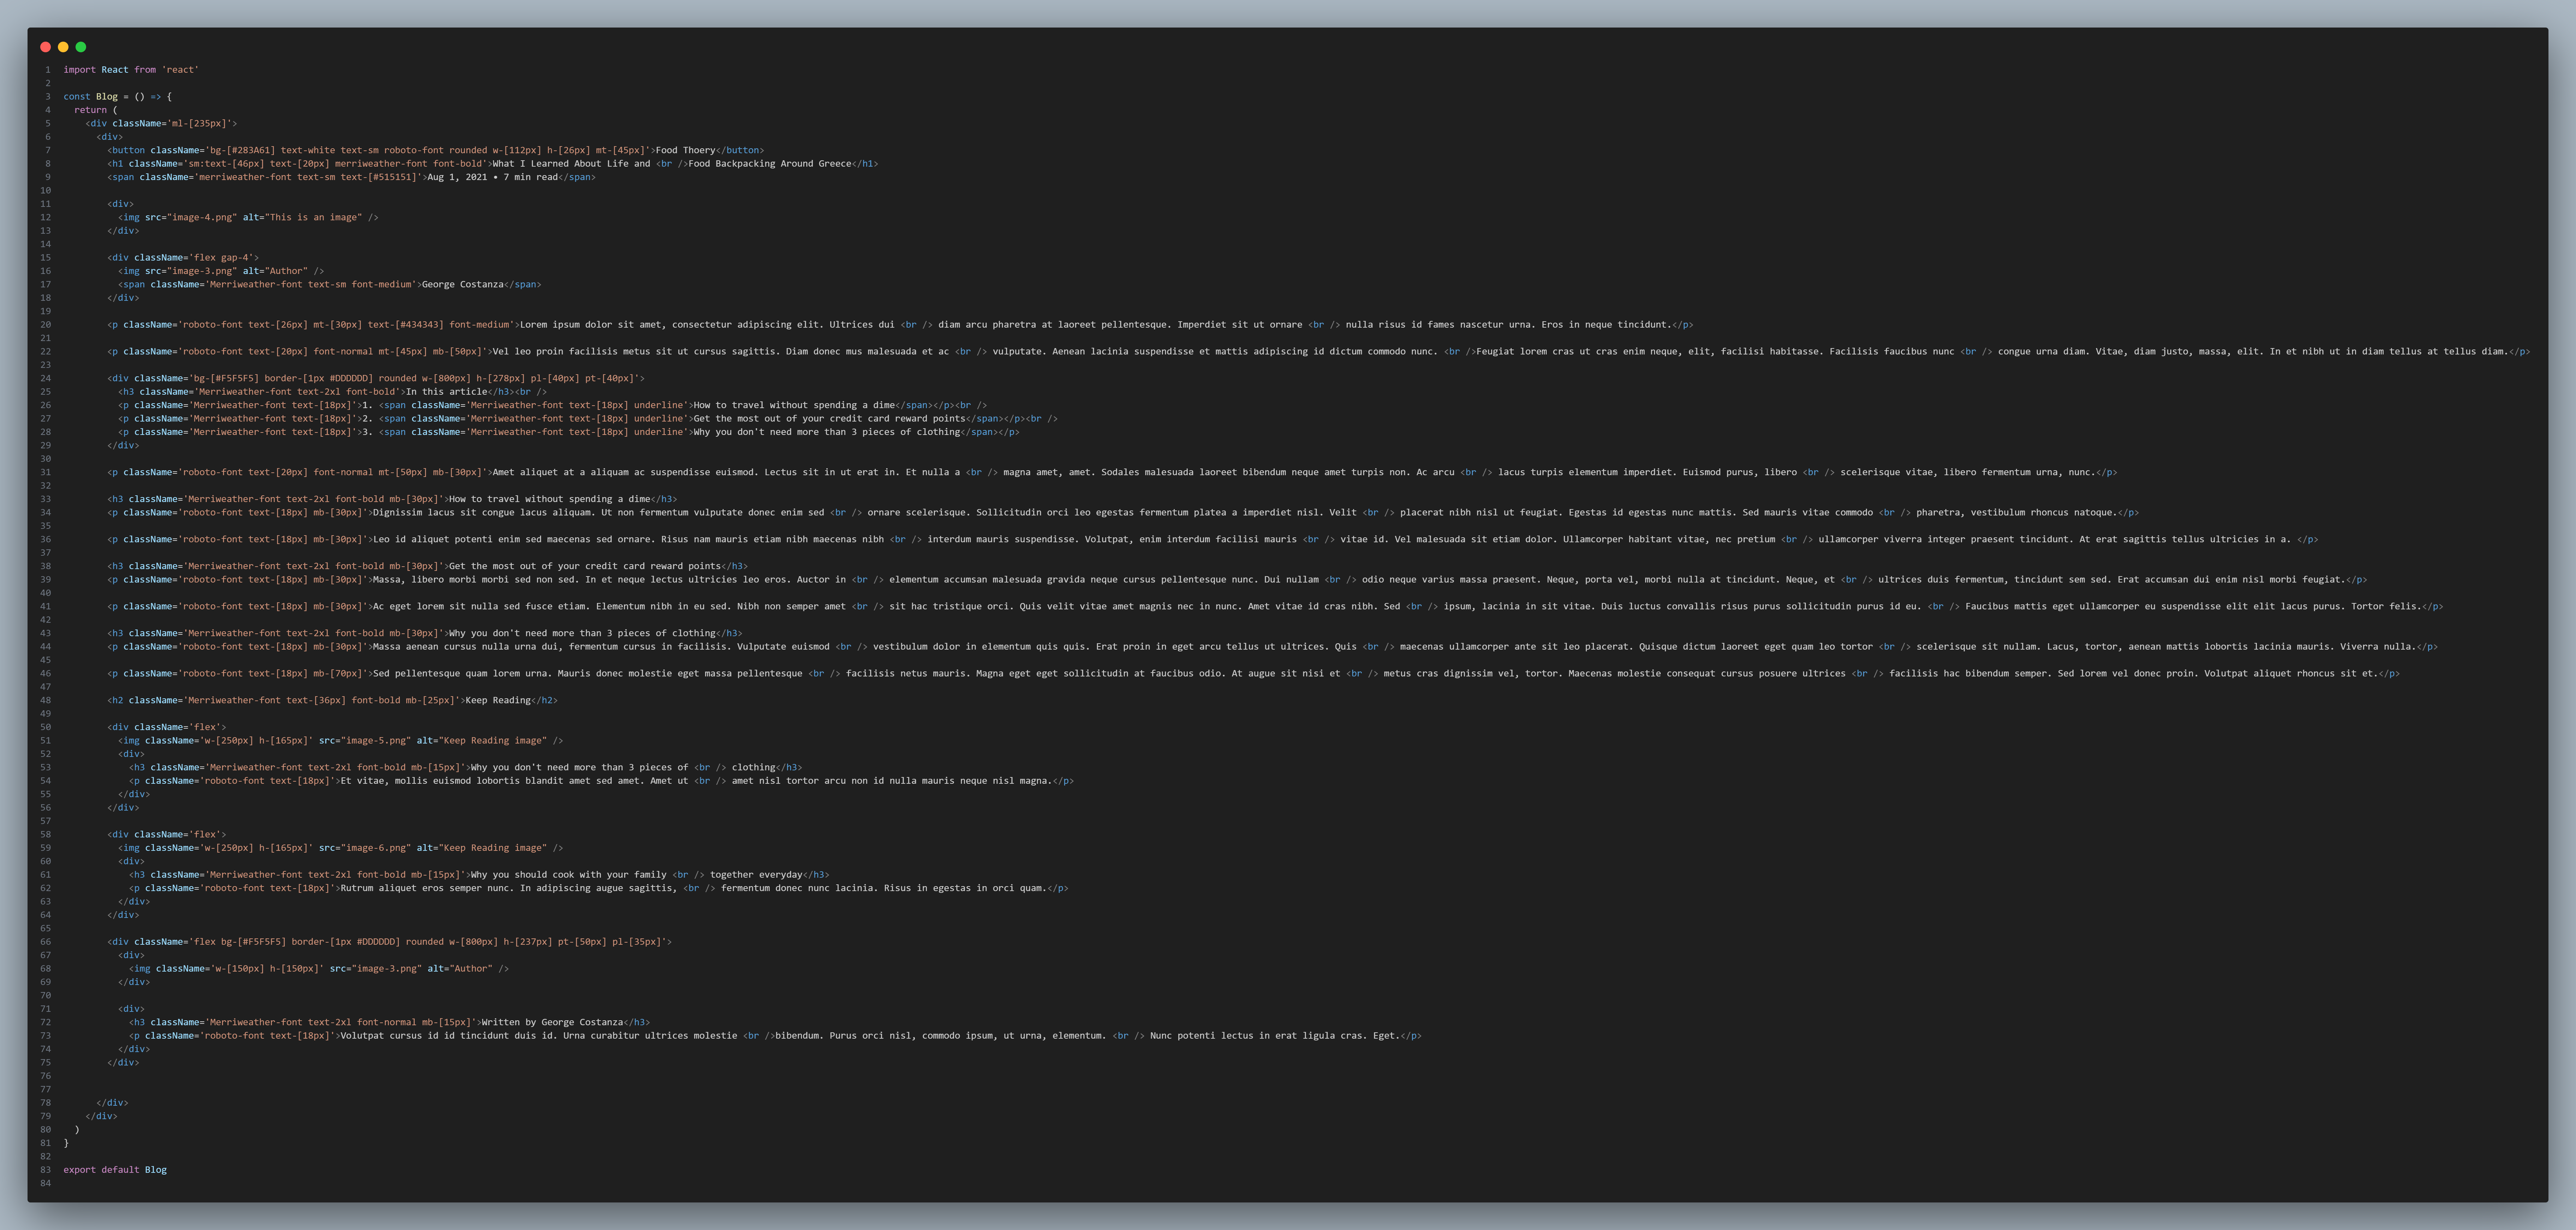 1 import React from 'react'
2
3 const Blog = () => {
4 return (
5 <div className='ml-[235px]'>
6 <div>
7 <button className='bg-[#283A61] text-white text-sm roboto-font rounded w-[112px] h-[26px] mt-[45px]'>Food Thoery</button>
8 <h1 className='sm:text-[46px] text-[20px] merriweather-font font-bold'>What I Learned About Life and <br />Food Backpacking Around Greece</h1>
9 <span className='merriweather-font text-sm text-[#515151]'>Aug 1, 2021 • 7 min read</span>
10
11 <div>
12 <img src="image-4.png" alt="This is an image" />
13 </div>
14
15 <div className='flex gap-4'>
16 <img src="image-3.png" alt="Author" />
17 <span className='Merriweather-font text-sm font-medium'>George Costanza</span>
18 </div>
19
20 <p className='roboto-font text-[26px] mt-[30px] text-[#434343] font-medium'>Lorem ipsum dolor sit amet, consectetur adipiscing elit. Ultrices dui <br /> diam arcu pharetra at laoreet pellentesque. Imperdiet sit ut ornare <br /> nulla risus id fames nascetur urna. Eros in neque tincidunt.</p>
21
22 <p className='roboto-font text-[20px] font-normal mt-[45px] mb-[50px]'>Vel leo proin facilisis metus sit ut cursus sagittis. Diam donec mus malesuada et ac <br /> vulputate. Aenean lacinia suspendisse et mattis adipiscing id dictum commodo nunc. <br />Feugiat lorem cras ut cras enim neque, elit, facilisi habitasse. Facilisis faucibus nunc <br /> congue urna diam. Vitae, diam justo, massa, elit. In et nibh ut in diam tellus at tellus diam.</p>
23
24 <div className='bg-[#F5F5F5] border-[1px #DDDDDD] rounded w-[800px] h-[278px] pl-[40px] pt-[40px]'>
25 <h3 className='Merriweather-font text-2xl font-bold'>In this article</h3><br />
26 <p className='Merriweather-font text-[18px]'>1. <span className='Merriweather-font text-[18px] underline'>How to travel without spending a dime</span></p><br />
27 <p className='Merriweather-font text-[18px]'>2. <span className='Merriweather-font text-[18px] underline'>Get the most out of your credit card reward points</span></p><br />
28 <p className='Merriweather-font text-[18px]'>3. <span className='Merriweather-font text-[18px] underline'>Why you don't need more than 3 pieces of clothing</span></p>
29 </div>
30
31 <p className='roboto-font text-[20px] font-normal mt-[50px] mb-[30px]'>Amet aliquet at a aliquam ac suspendisse euismod. Lectus sit in ut erat in. Et nulla a <br /> magna amet, amet. Sodales malesuada laoreet bibendum neque amet turpis non. Ac arcu <br /> lacus turpis elementum imperdiet. Euismod purus, libero <br /> scelerisque vitae, libero fermentum urna, nunc.</p>
32
33 <h3 className='Merriweather-font text-2xl font-bold mb-[30px]'>How to travel without spending a dime</h3>
34 <p className='roboto-font text-[18px] mb-[30px]'>Dignissim lacus sit congue lacus aliquam. Ut non fermentum vulputate donec enim sed <br /> ornare scelerisque. Sollicitudin orci leo egestas fermentum platea a imperdiet nisl. Velit <br /> placerat nibh nisl ut feugiat. Egestas id egestas nunc mattis. Sed mauris vitae commodo <br /> pharetra, vestibulum rhoncus natoque.</p>
35
36 <p className='roboto-font text-[18px] mb-[30px]'>Leo id aliquet potenti enim sed maecenas sed ornare. Risus nam mauris etiam nibh maecenas nibh <br /> interdum mauris suspendisse. Volutpat, enim interdum facilisi mauris <br /> vitae id. Vel malesuada sit etiam dolor. Ullamcorper habitant vitae, nec pretium <br /> ullamcorper viverra integer praesent tincidunt. At erat sagittis tellus ultricies in a. </p>
37
38 <h3 className='Merriweather-font text-2xl font-bold mb-[30px]'>Get the most out of your credit card reward points</h3>
39 <p className='roboto-font text-[18px] mb-[30px]'>Massa, libero morbi morbi sed non sed. In et neque lectus ultricies leo eros. Auctor in <br /> elementum accumsan malesuada gravida neque cursus pellentesque nunc. Dui nullam <br /> odio neque varius massa praesent. Neque, porta vel, morbi nulla at tincidunt. Neque, et <br /> ultrices duis fermentum, tincidunt sem sed. Erat accumsan dui enim nisl morbi feugiat.</p>
40
41 <p className='roboto-font text-[18px] mb-[30px]'>Ac eget lorem sit nulla sed fusce etiam. Elementum nibh in eu sed. Nibh non semper amet <br /> sit hac tristique orci. Quis velit vitae amet magnis nec in nunc. Amet vitae id cras nibh. Sed <br /> ipsum, lacinia in sit vitae. Duis luctus convallis risus purus sollicitudin purus id eu. <br /> Faucibus mattis eget ullamcorper eu suspendisse elit elit lacus purus. Tortor felis.</p>
42
43 <h3 className='Merriweather-font text-2xl font-bold mb-[30px]'>Why you don't need more than 3 pieces of clothing</h3>
44 <p className='roboto-font text-[18px] mb-[30px]'>Massa aenean cursus nulla urna dui, fermentum cursus in facilisis. Vulputate euismod <br /> vestibulum dolor in elementum quis quis. Erat proin in eget arcu tellus ut ultrices. Quis <br /> maecenas ullamcorper ante sit leo placerat. Quisque dictum laoreet eget quam leo tortor <br /> scelerisque sit nullam. Lacus, tortor, aenean mattis lobortis lacinia mauris. Viverra nulla.</p>
45
46 <p className='roboto-font text-[18px] mb-[70px]'>Sed pellentesque quam lorem urna. Mauris donec molestie eget massa pellentesque <br /> facilisis netus mauris. Magna eget eget sollicitudin at faucibus odio. At augue sit nisi et <br /> metus cras dignissim vel, tortor. Maecenas molestie consequat cursus posuere ultrices <br /> facilisis hac bibendum semper. Sed lorem vel donec proin. Volutpat aliquet rhoncus sit et.</p>
47
48 <h2 className='Merriweather-font text-[36px] font-bold mb-[25px]'>Keep Reading</h2>
49
50 <div className='flex'>
51 <img className='w-[250px] h-[165px]' src="image-5.png" alt="Keep Reading image" />
52 <div>
53 <h3 className='Merriweather-font text-2xl font-bold mb-[15px]'>Why you don't need more than 3 pieces of <br /> clothing</h3>
54 <p className='roboto-font text-[18px]'>Et vitae, mollis euismod lobortis blandit amet sed amet. Amet ut <br /> amet nisl tortor arcu non id nulla mauris neque nisl magna.</p>
55 </div>
56 </div>
57
58 <div className='flex'>
59 <img className='w-[250px] h-[165px]' src="image-6.png" alt="Keep Reading image" />
60 <div>
61 <h3 className='Merriweather-font text-2xl font-bold mb-[15px]'>Why you should cook with your family <br /> together everyday</h3>
62 <p className='roboto-font text-[18px]'>Rutrum aliquet eros semper nunc. In adipiscing augue sagittis, <br /> fermentum donec nunc lacinia. Risus in egestas in orci quam.</p>
63 </div>
64 </div>
65
66 <div className='flex bg-[#F5F5F5] border-[1px #DDDDDD] rounded w-[800px] h-[237px] pt-[50px] pl-[35px]'>
67 <div>
68 <img className='w-[150px] h-[150px]' src="image-3.png" alt="Author" />
69 </div>
70
71 <div>
72 <h3 className='Merriweather-font text-2xl font-normal mb-[15px]'>Written by George Costanza</h3>
73 <p className='roboto-font text-[18px]'>Volutpat cursus id id tincidunt duis id. Urna curabitur ultrices molestie <br />bibendum. Purus orci nisl, commodo ipsum, ut urna, elementum. <br /> Nunc potenti lectus in erat ligula cras. Eget.</p>
74 </div>
75 </div>
76
77
78 </div>
79 </div>
80 )
81 }
82
83 export default Blog
84